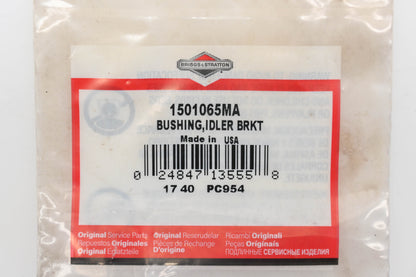 BRIGGS & STRATTON
1501065MA
BUSHING,IDLER BRKT
Made in USA
0 24847 13555 8
17 40 PC954
Original Service Parts Original Reserudelar Ricambi Originali
Repuestos Originales Pièces de Rechange Peças Originais
Original Ersatzteile D'origine ПОДЛИННЫЕ СЕРВИСНЫЕ ИЗДЕЛИЯ